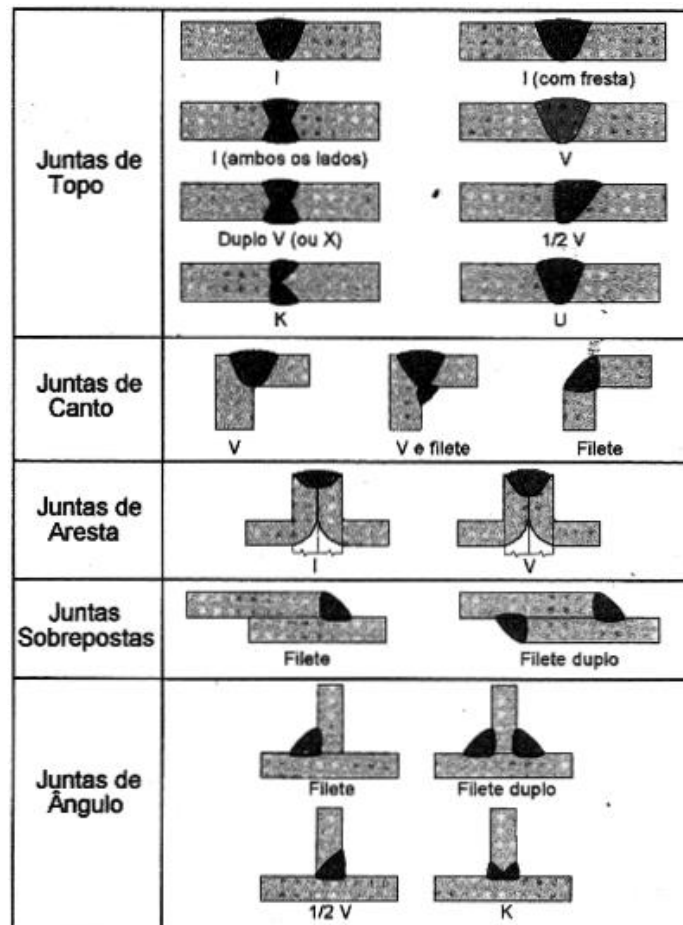 Juntas de
Topo
I
I (com fresta)
I (ambos os lados)
V
Duplo V (ou X)
1/2 V
K
U
Juntas de
Canto
V
V e filete
Filete
Juntas de
Aresta
I
V
Juntas
Sobrepostas
Filete
Filete duplo
Juntas de
Ângulo
Filete
Filete duplo
1/2 V
K